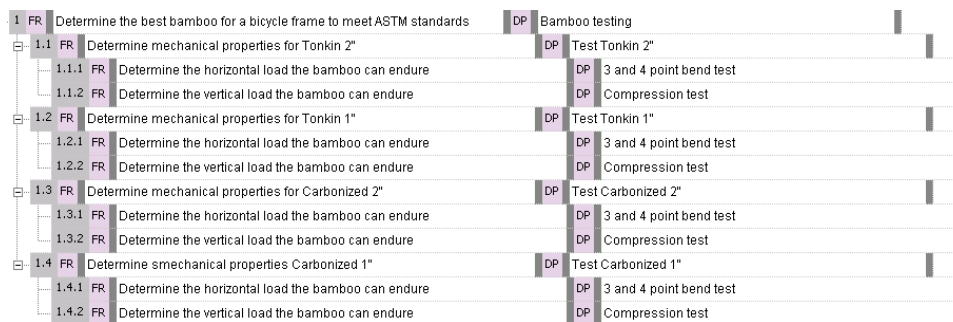 1 FR Determine the best bamboo for a bicycle frame to meet ASTM standards DP Bamboo testing
1.1 FR Determine mechanical properties for Tonkin 2" DP Test Tonkin 2"
1.1.1 FR Determine the horizontal load the bamboo can endure DP 3 and 4 point bend test
1.1.2 FR Determine the vertical load the bamboo can endure DP Compression test
1.2 FR Determine mechanical properties for Tonkin 1" DP Test Tonkin 1"
1.2.1 FR Determine the horizontal load the bamboo can endure DP 3 and 4 point bend test
1.2.2 FR Determine the vertical load the bamboo can endure DP Compression test
1.3 FR Determine mechanical properties for Carbonized 2" DP Test Carbonized 2"
1.3.1 FR Determine the horizontal load the bamboo can endure DP 3 and 4 point bend test
1.3.2 FR Determine the vertical load the bamboo can endure DP Compression test
1.4 FR Determine smechanical properties Carbonized 1" DP Test Carbonized 1"
1.4.1 FR Determine the horizontal load the bamboo can endure DP 3 and 4 point bend test
1.4.2 FR Determine the vertical load the bamboo can endure DP Compression test